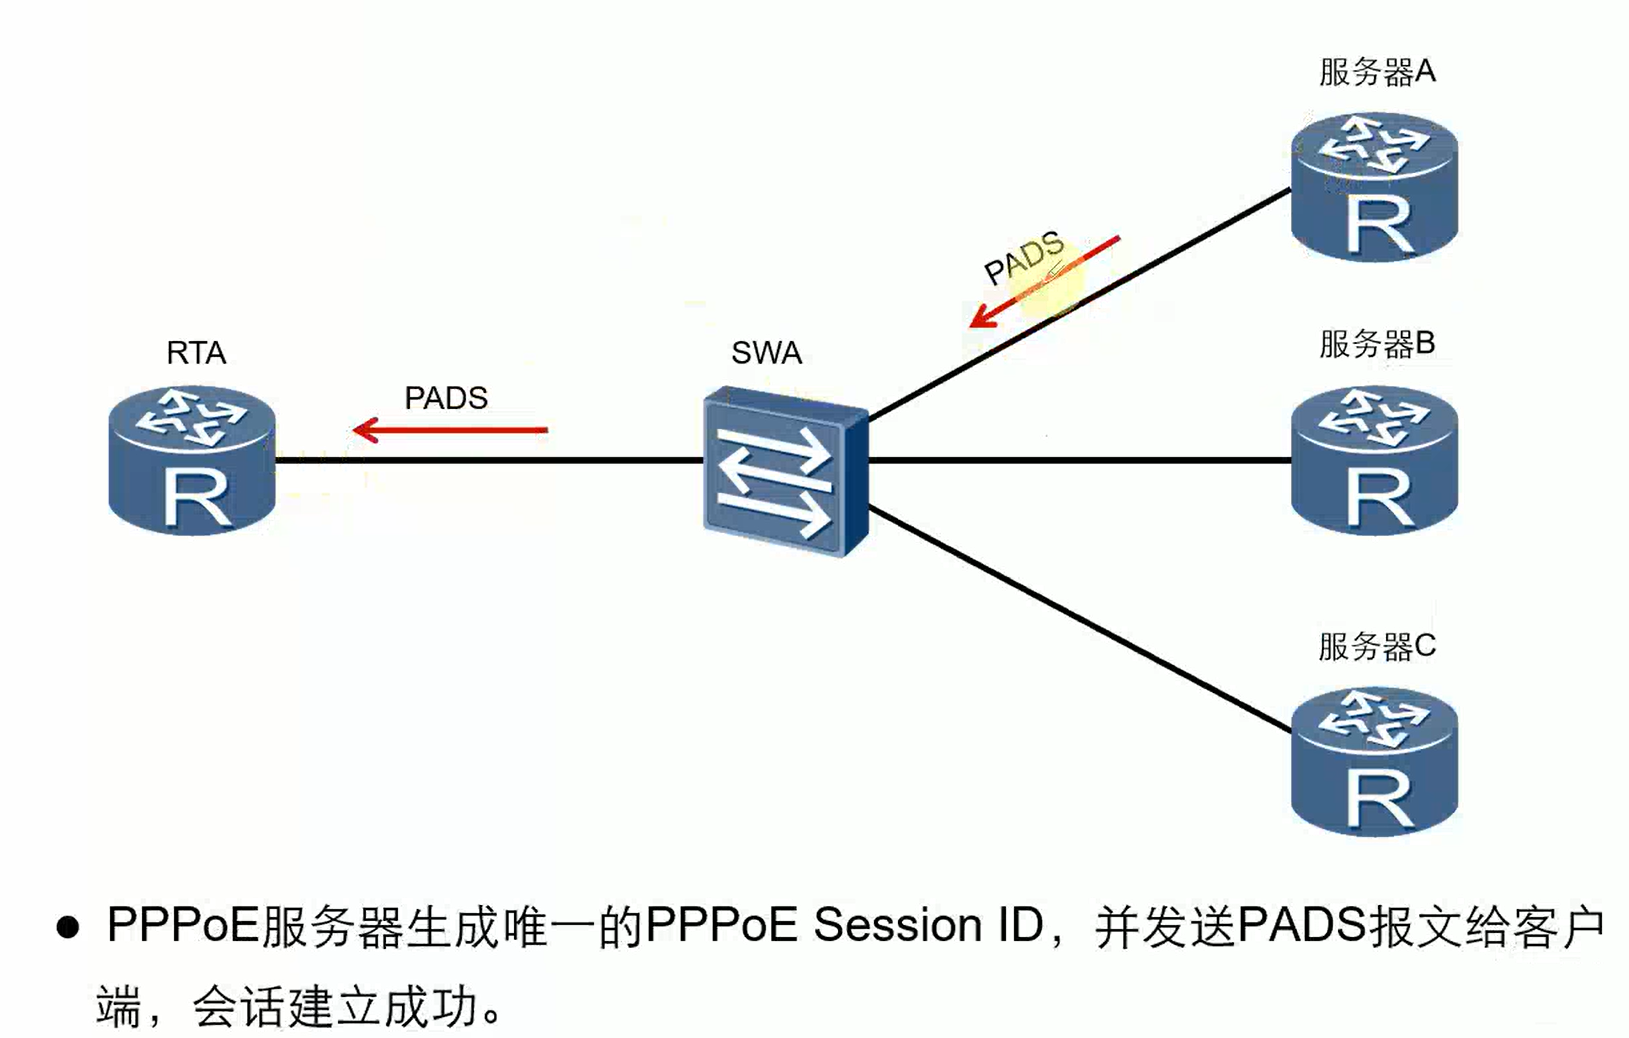 服务器A
PADS
服务器B
RTA
SWA
PADS
R
R
R
R
服务器C
● PPPoE服务器生成唯一的PPPoE Session ID，并发送PADS报文给客户
端，会话建立成功。